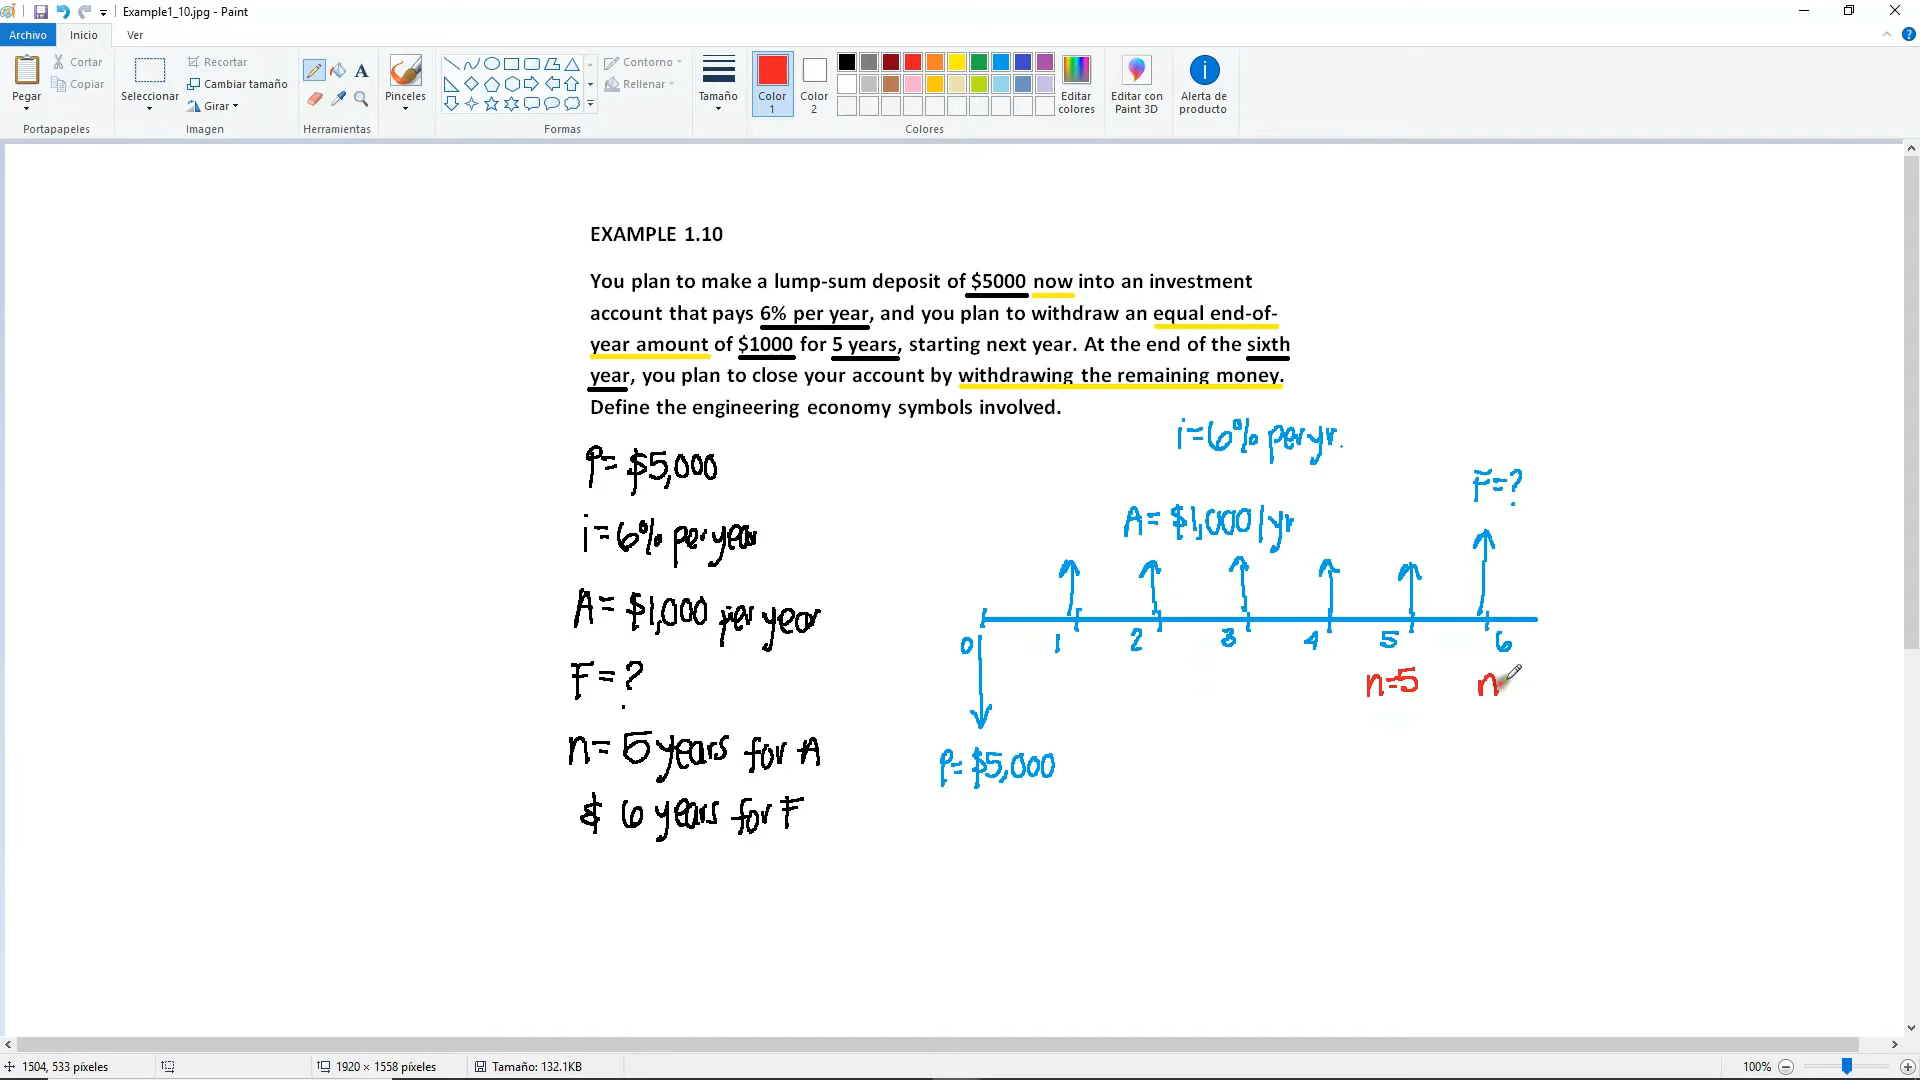 Example1_10.jpg - Paint
Archivo Inicio Ver
Pegar
Cortar
Copiar
Portapapeles
Seleccionar
Recortar
Cambiar tamaño
Girar
Imagen
A
Herramientas
Pinceles
Contorno
Rellenar
Formas
Tamaño
Color 1
Color 2
Editar colores
Colores
Editar con Paint 3D
Alerta de producto
EXAMPLE 1.10
You plan to make a lump-sum deposit of $5000 now into an investment
account that pays 6% per year, and you plan to withdraw an equal end-of-
year amount of $1000 for 5 years, starting next year. At the end of the sixth
year, you plan to close your account by withdrawing the remaining money.
Define the engineering economy symbols involved.
P= $5,000
i=6% per year
A= $1,000 per year
F=?
n= 5 years for A
& 6 years for F
i=6% per yr.
A= $1,000/yr
F=?
0 1 2 3 4 5 6
n=5 n
P= $5,000
1504, 533 píxeles
1920 × 1558 píxeles
Tamaño: 132.1KB
100%